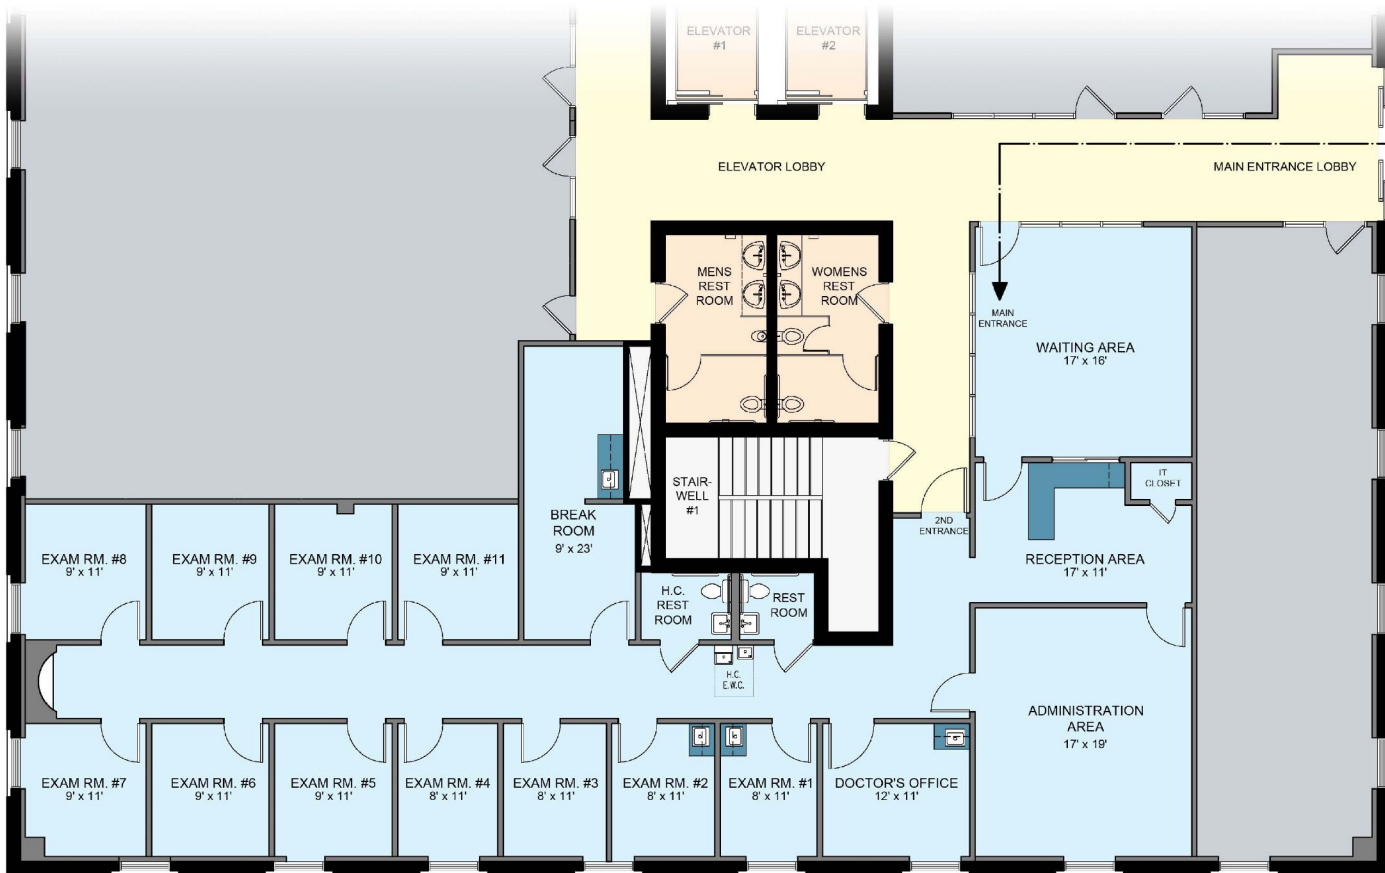 ELEVATOR
#1
ELEVATOR
#2
ELEVATOR LOBBY
MAIN ENTRANCE LOBBY
MENS
REST
ROOM
WOMENS
REST
ROOM
MAIN
ENTRANCE
WAITING AREA
17' x 16'
STAIR-
WELL
#1
IT
CLOSET
BREAK
ROOM
9' x 23'
2ND
ENTRANCE
RECEPTION AREA
17' x 11'
EXAM RM. #8
9' x 11'
EXAM RM. #9
9' x 11'
EXAM RM. #10
9' x 11'
EXAM RM. #11
9' x 11'
H.C.
REST
ROOM
REST
ROOM
H.C.
E.W.C.
ADMINISTRATION
AREA
17' x 19'
EXAM RM. #7
9' x 11'
EXAM RM. #6
9' x 11'
EXAM RM. #5
9' x 11'
EXAM RM. #4
8' x 11'
EXAM RM. #3
8' x 11'
EXAM RM. #2
8' x 11'
EXAM RM. #1
8' x 11'
DOCTOR'S OFFICE
12' x 11'